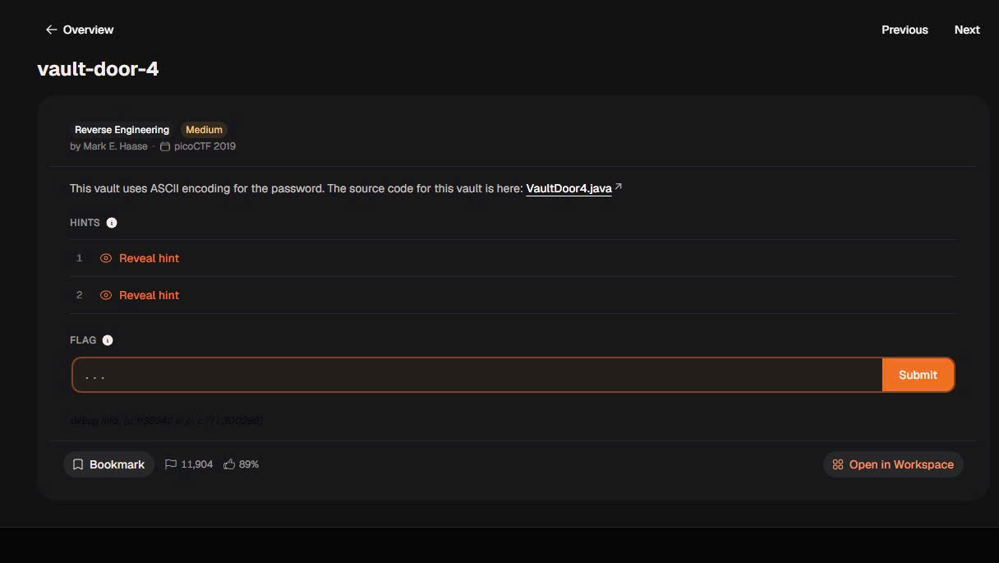 Overview
Previous Next
vault-door-4
Reverse Engineering Medium
by Mark E. Haase · picoCTF 2019
This vault uses ASCII encoding for the password. The source code for this vault is here: VaultDoor4.java
HINTS
1 Reveal hint
2 Reveal hint
FLAG
...
Submit
debug info:
Bookmark 11,904 89%
Open in Workspace